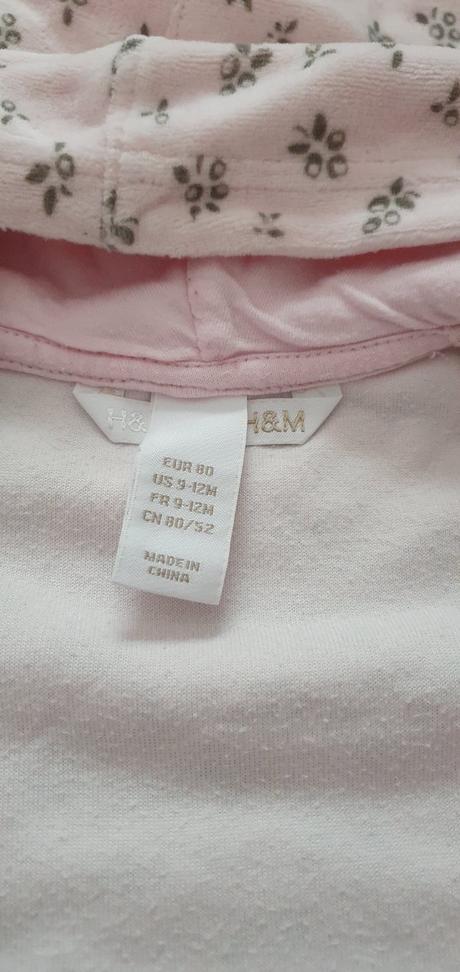 H&
H&M
EUR 80
US 9-12M
FR 9-12M
CN 80/52
MADE IN
CHINA